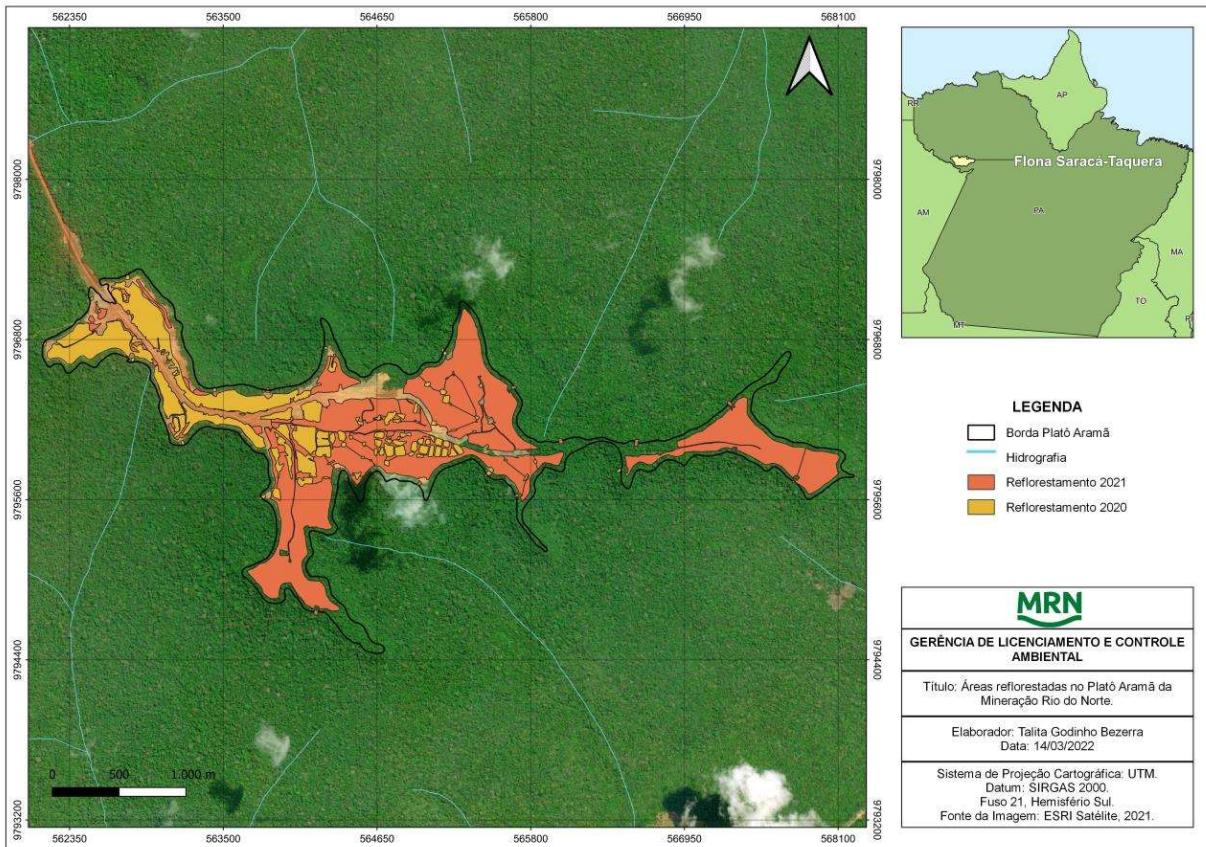 562350 563500 564650 565800 566950 568100
9798000
9796800
9795600
9794400
9793200
9798000
9796800
9795600
9794400
9793200
0 500 1.000 m
562350 563500 564650 565800 566950 568100
RR
AP
Flona Saracá-Taquera
AM
PA
MA
TO
MT
LEGENDA
Borda Platô Aramã
Hidrografia
Reflorestamento 2021
Reflorestamento 2020
MRN
GERÊNCIA DE LICENCIAMENTO E CONTROLE
AMBIENTAL
Título: Áreas reflorestadas no Platô Aramã da
Mineração Rio do Norte.
Elaborador: Talita Godinho Bezerra
Data: 14/03/2022
Sistema de Projeção Cartográfica: UTM.
Datum: SIRGAS 2000.
Fuso 21, Hemisfério Sul.
Fonte da Imagem: ESRI Satélite, 2021.